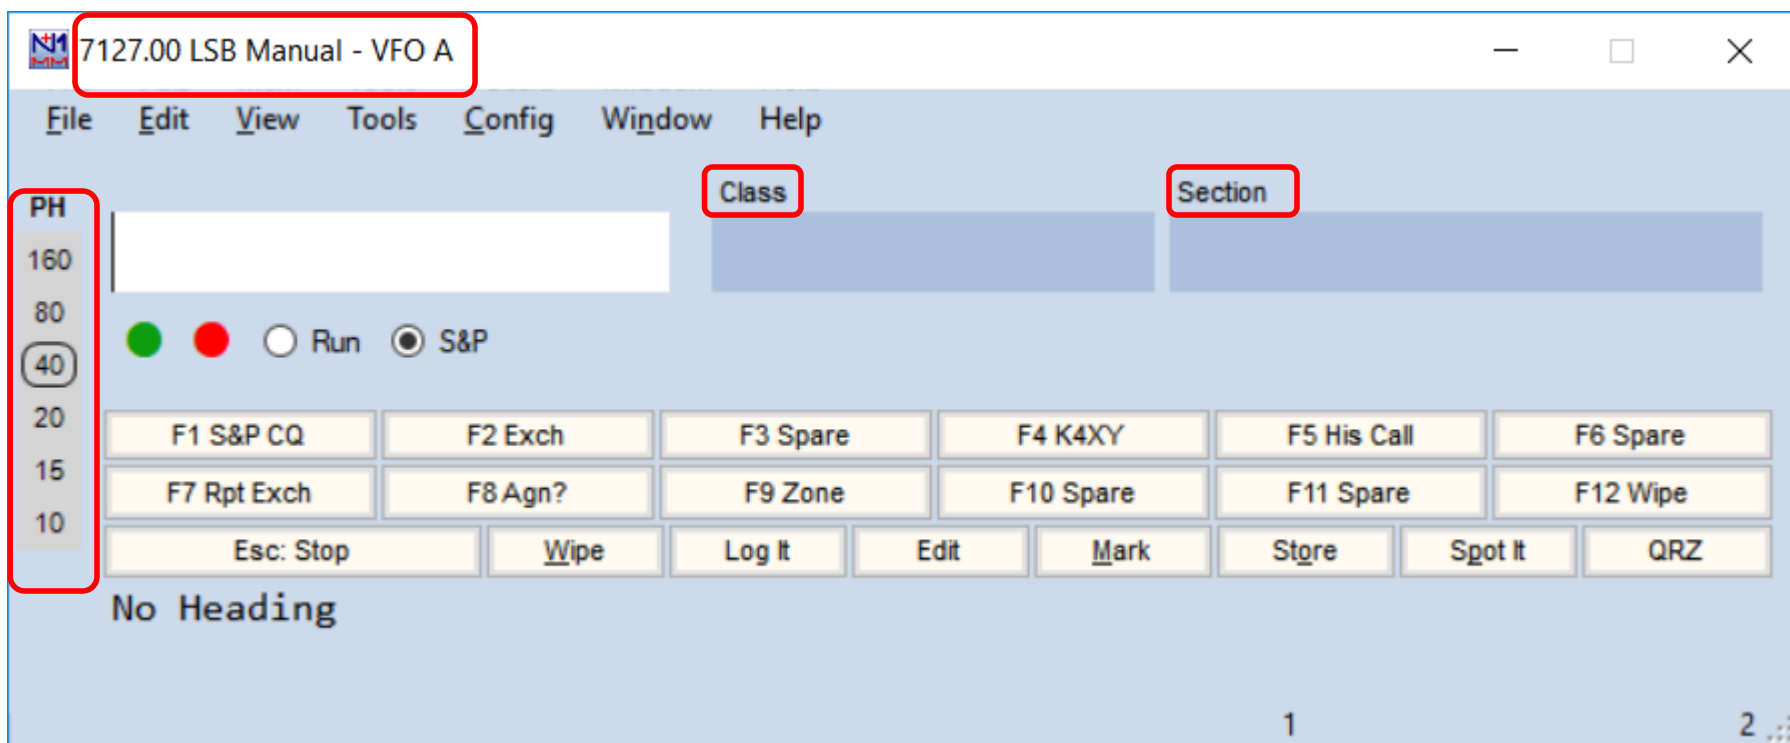 7127.00 LSB Manual - VFO A
File Edit View Tools Config Window Help
Class Section
PH
160
80
40
20
15
10
Run S&P
F1 S&P CQ F2 Exch F3 Spare F4 K4XY F5 His Call F6 Spare
F7 Rpt Exch F8 Agn? F9 Zone F10 Spare F11 Spare F12 Wipe
Esc: Stop Wipe Log It Edit Mark Store Spot It QRZ
No Heading
1 2